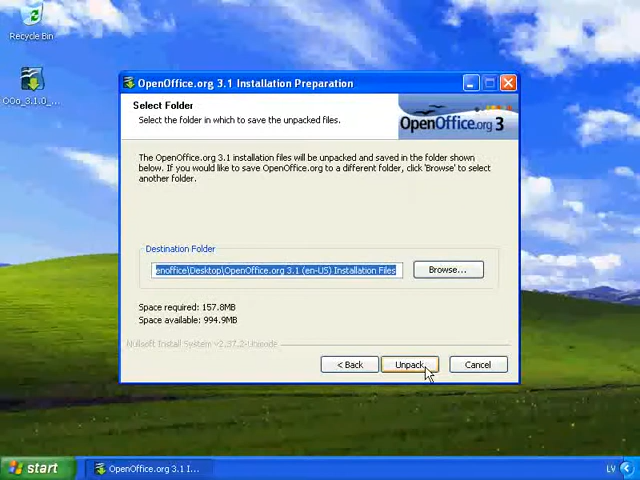 Recycle Bin
OOo_3.1.0_...
OpenOffice.org 3.1 Installation Preparation
Select Folder
Select the folder in which to save the unpacked files.
OpenOffice.org 3
The OpenOffice.org 3.1 installation files will be unpacked and saved in the folder shown
below. If you would like to save OpenOffice.org to a different folder, click 'Browse' to select
another folder.
Destination Folder
enoffice\Desktop\OpenOffice.org 3.1 (en-US) Installation Files
Browse...
Space required: 157.8MB
Space available: 994.9MB
Nullsoft Install System v2.37.2-Unicode
< Back
Unpack
Cancel
start
OpenOffice.org 3.1 I...
LV